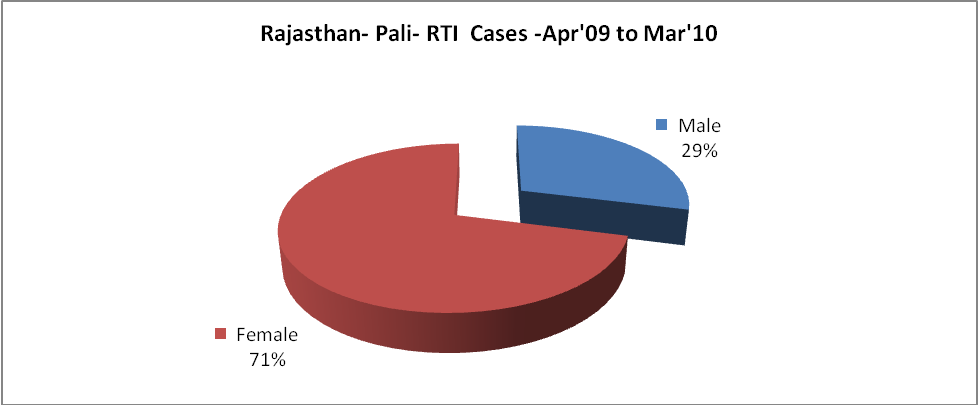 Rajasthan- Pali- RTI  Cases -Apr'09 to Mar'10
Male
29%
Female
71%